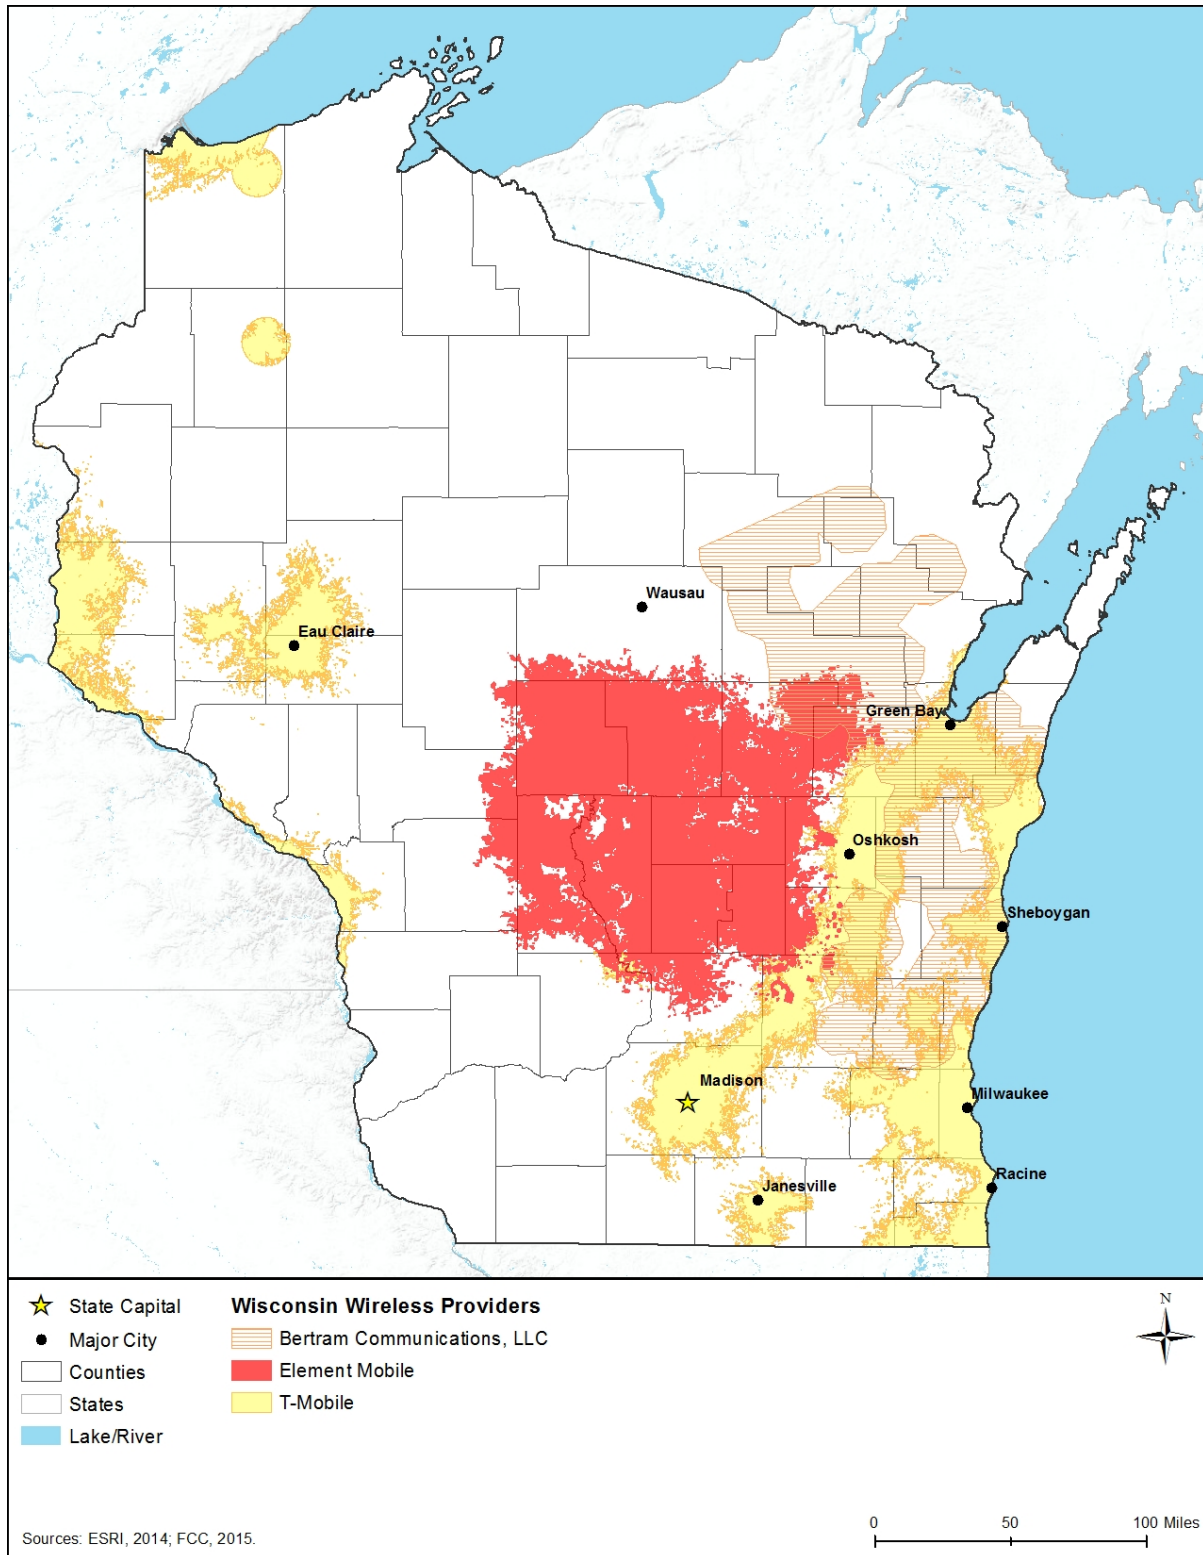 Wausau
Eau Claire
Green Bay
Oshkosh
Sheboygan
Madison
Milwaukee
Janesville
Racine
State Capital
Major City
Counties
States
Lake/River
Wisconsin Wireless Providers
Bertram Communications, LLC
Element Mobile
T-Mobile
N
0 50 100 Miles
Sources: ESRI, 2014; FCC, 2015.